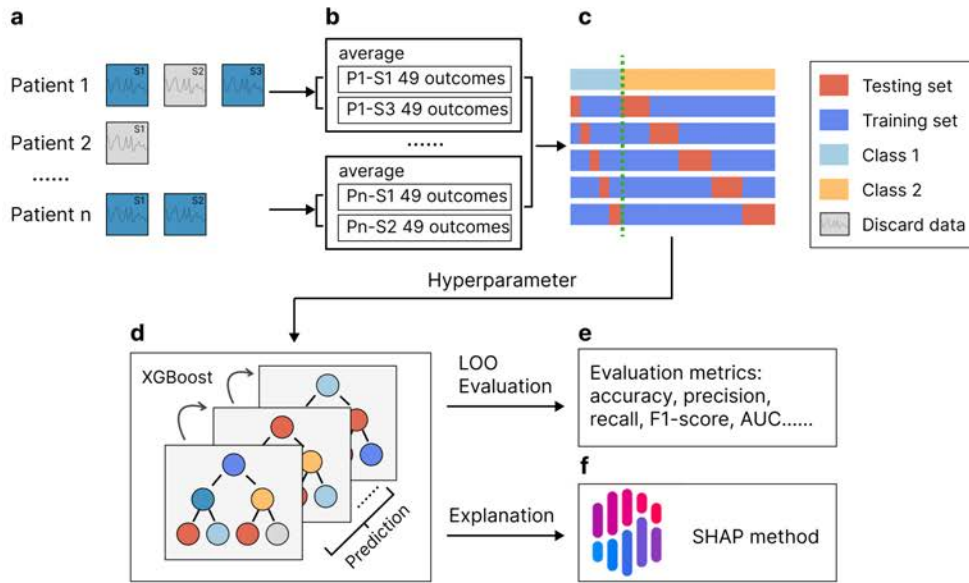 a
b
c
Patient 1
S1
S2
S3
Patient 2
S1
......
Patient n
S1
S2
average
P1-S1 49 outcomes
P1-S3 49 outcomes
......
average
Pn-S1 49 outcomes
Pn-S2 49 outcomes
Testing set
Training set
Class 1
Class 2
Discard data
Hyperparameter
d
XGBoost
......
Prediction
LOO
Evaluation
e
Evaluation metrics:
accuracy, precision,
recall, F1-score, AUC......
Explanation
f
SHAP method